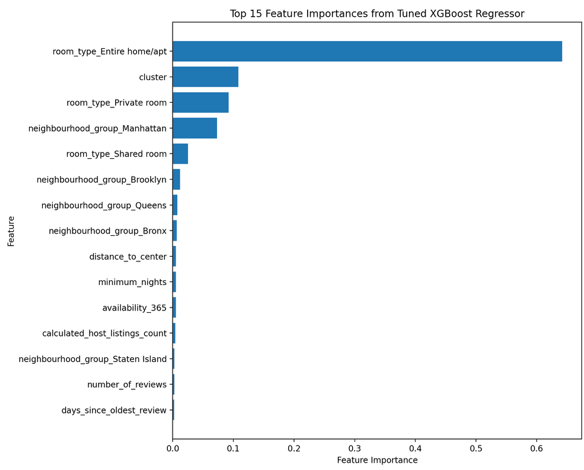 Top 15 Feature Importances from Tuned XGBoost Regressor
room_type_Entire home/apt
cluster
room_type_Private room
neighbourhood_group_Manhattan
room_type_Shared room
neighbourhood_group_Brooklyn
neighbourhood_group_Queens
neighbourhood_group_Bronx
distance_to_center
minimum_nights
availability_365
calculated_host_listings_count
neighbourhood_group_Staten Island
number_of_reviews
days_since_oldest_review
Feature
0.0 0.1 0.2 0.3 0.4 0.5 0.6
Feature Importance